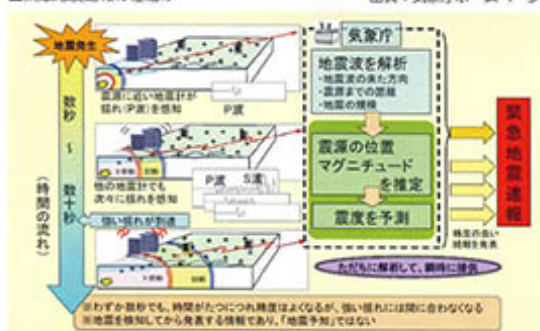 地震発生
数秒
～
数十秒
(時間の流れ)
震源に近い地震計が
揺れ(P波)を感知
P波
他の地震計でも
次々に揺れを感知
P波 S波
強い揺れが到達
気象庁
地震波を解析
・地震波の来た方向
・震源までの距離
・地震の規模
震源の位置
マグニチュード
を推定
震度を予測
緊急地震速報
精度の良い
続報を発表
ただちに解析して、瞬時に
※わずか数秒でも、時間がたつにつれ精度はよくなるが、強い揺れには間に合わなくなる
※地震を検知してから発表する情報であり、「地震予知」ではない